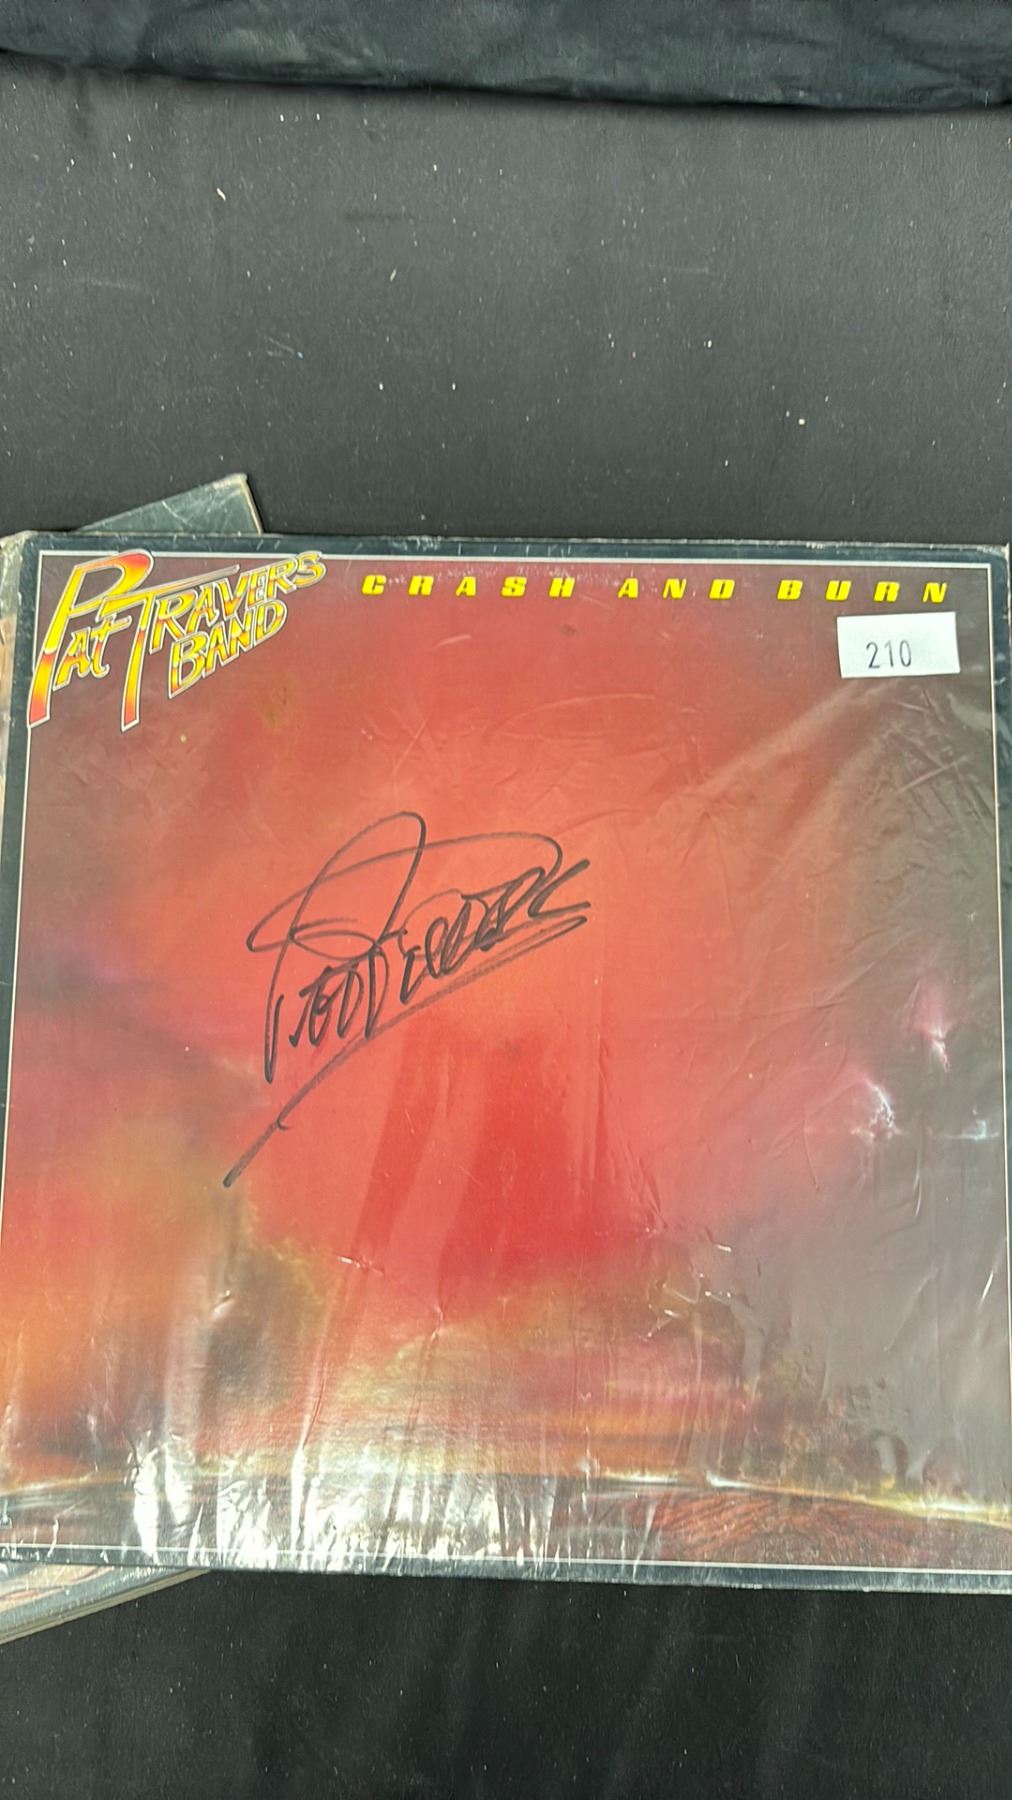 PAT TRAVERS
BAND
CRASH AND BURN
210